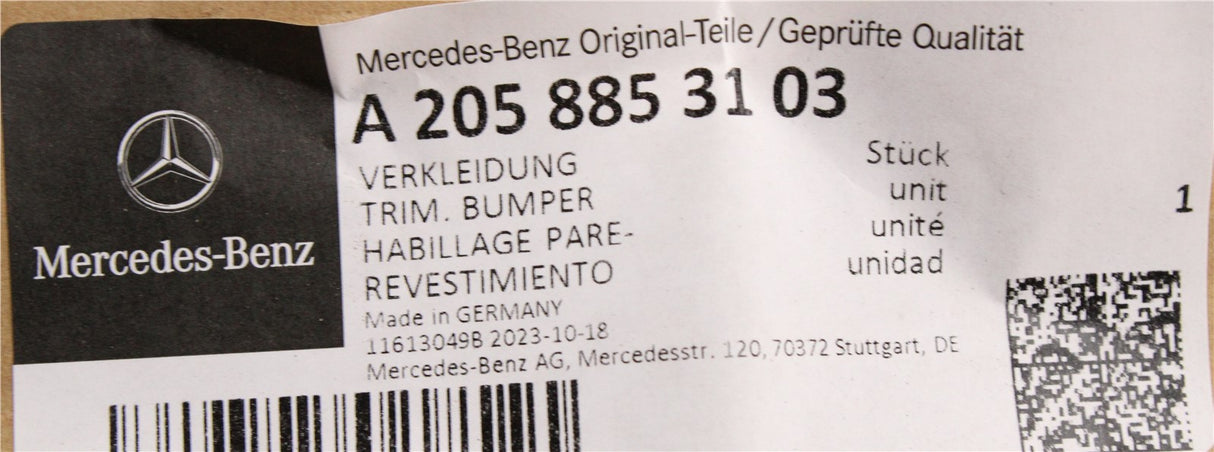 Mercedes-Benz Original-Teile/Geprüfte Qualität
A 205 885 31 03
VERKLEIDUNG Stück
TRIM. BUMPER unit 1
HABILLAGE PARE- unité
REVESTIMIENTO unidad
Made in GERMANY
11613049B 2023-10-18
Mercedes-Benz AG, Mercedesstr. 120, 70372 Stuttgart, DE
Mercedes-Benz